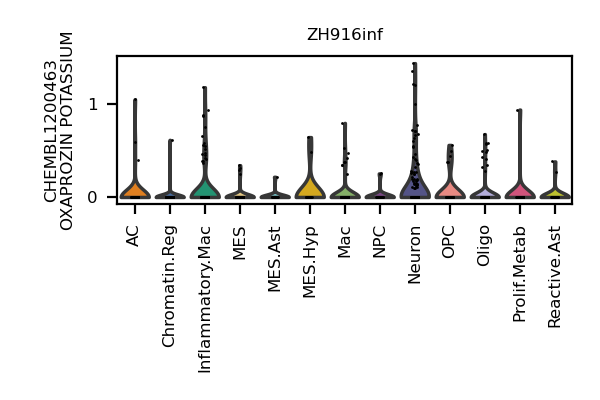 ZH916inf
CHEMBL1200463
OXAPROZIN POTASSIUM
1
0
AC
Chromatin.Reg
Inflammatory.Mac
MES
MES.Ast
MES.Hyp
Mac
NPC
Neuron
OPC
Oligo
Prolif.Metab
Reactive.Ast